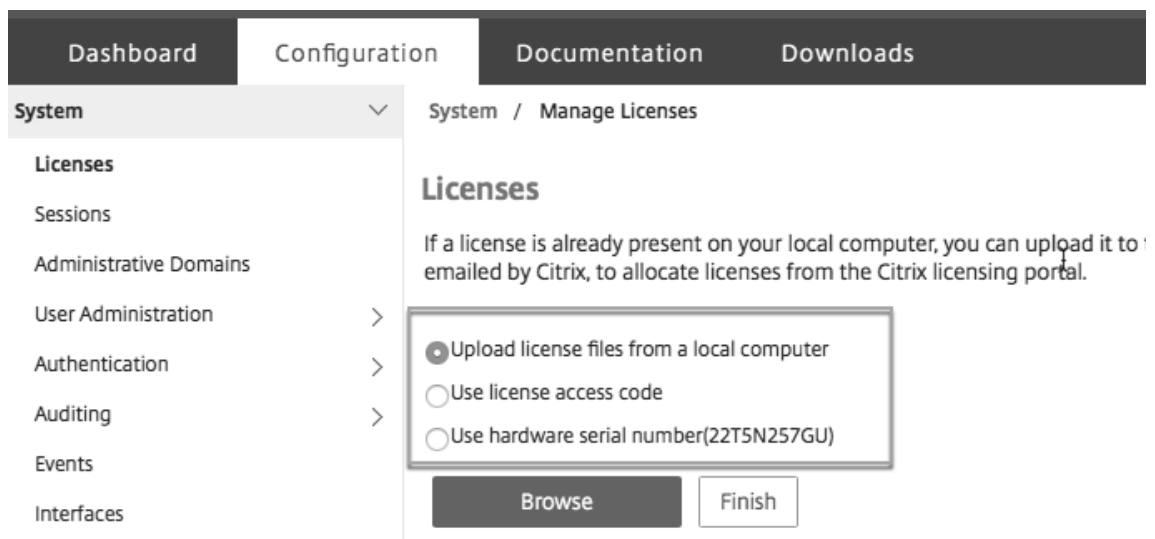 Dashboard Configuration Documentation Downloads
System
System / Manage Licenses
Licenses
Sessions
Administrative Domains
User Administration
Authentication
Auditing
Events
Interfaces
Licenses
If a license is already present on your local computer, you can upload it to
emailed by Citrix, to allocate licenses from the Citrix licensing portal.
Upload license files from a local computer
Use license access code
Use hardware serial number(22T5N257GU)
Browse Finish